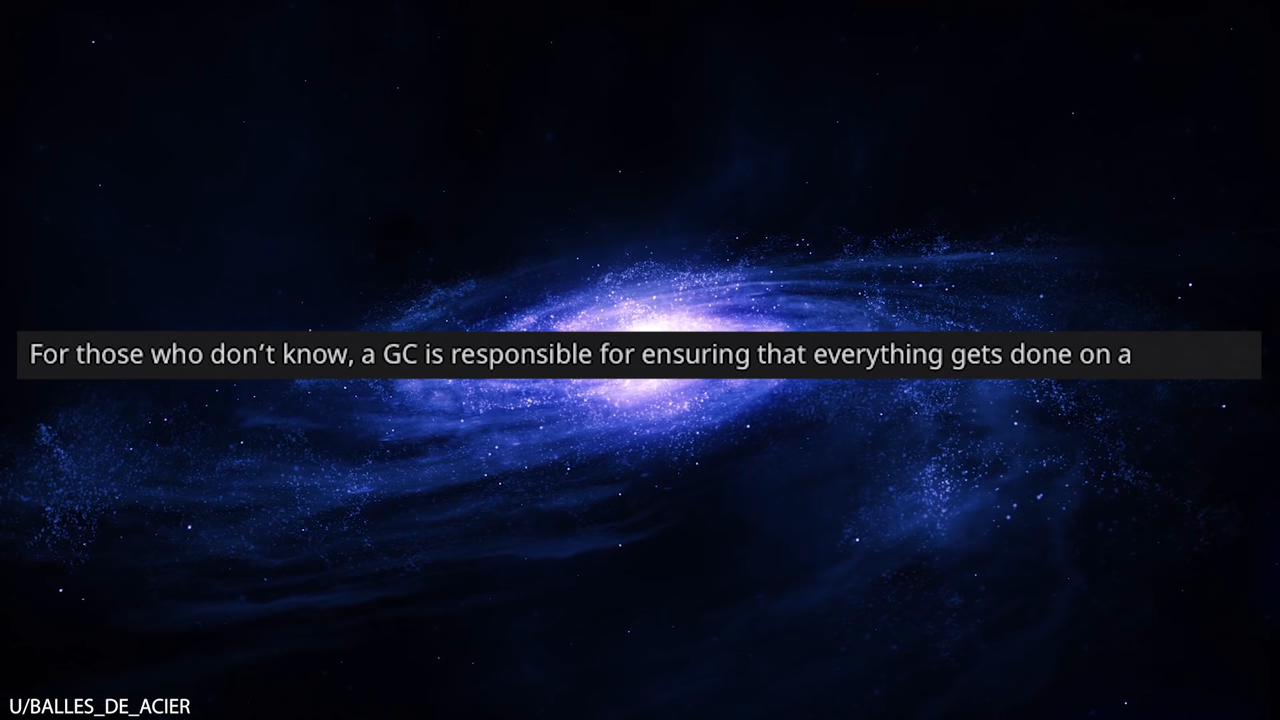 For those who don’t know, a GC is responsible for ensuring that everything gets done on a
U/BALLES_DE_ACIER